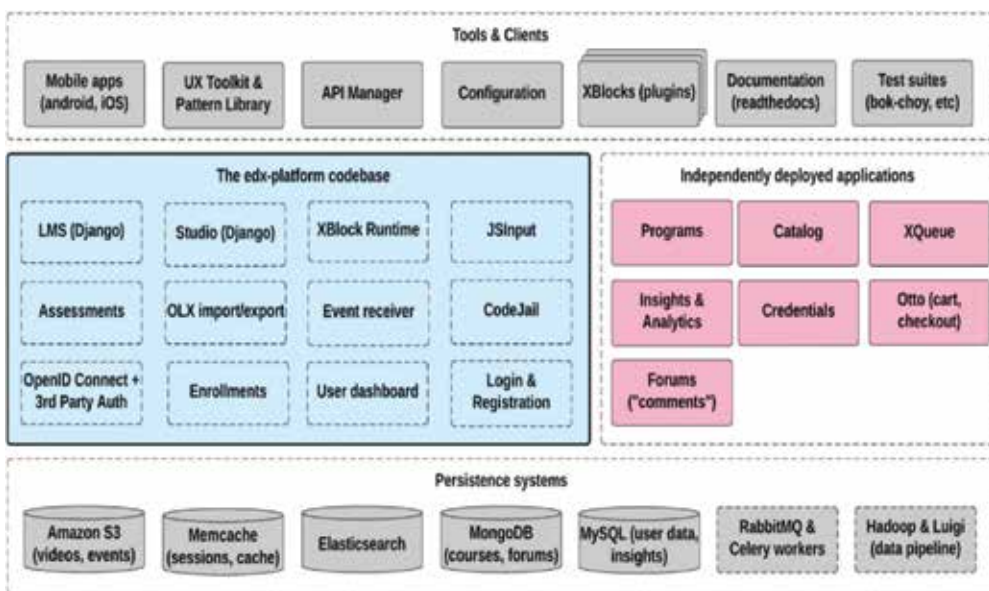 Tools & Clients
Mobile apps
(android, iOS)
UX Toolkit &
Pattern Library
API Manager
Configuration
XBlocks (plugins)
Documentation
(readthedocs)
Test suites
(bok-choy, etc)
The edx-platform codebase
LMS (Django)
Studio (Django)
XBlock Runtime
JSInput
Assessments
OLX import/export
Event receiver
CodeJail
OpenID Connect +
3rd Party Auth
Enrollments
User dashboard
Login &
Registration
Independently deployed applications
Programs
Catalog
XQueue
Insights &
Analytics
Credentials
Otto (cart,
checkout)
Forums
("comments")
Persistence systems
Amazon S3
(videos, events)
Memcache
(sessions, cache)
Elasticsearch
MongoDB
(courses, forums)
MySQL (user data,
insights)
RabbitMQ &
Celery workers
Hadoop & Luigi
(data pipeline)